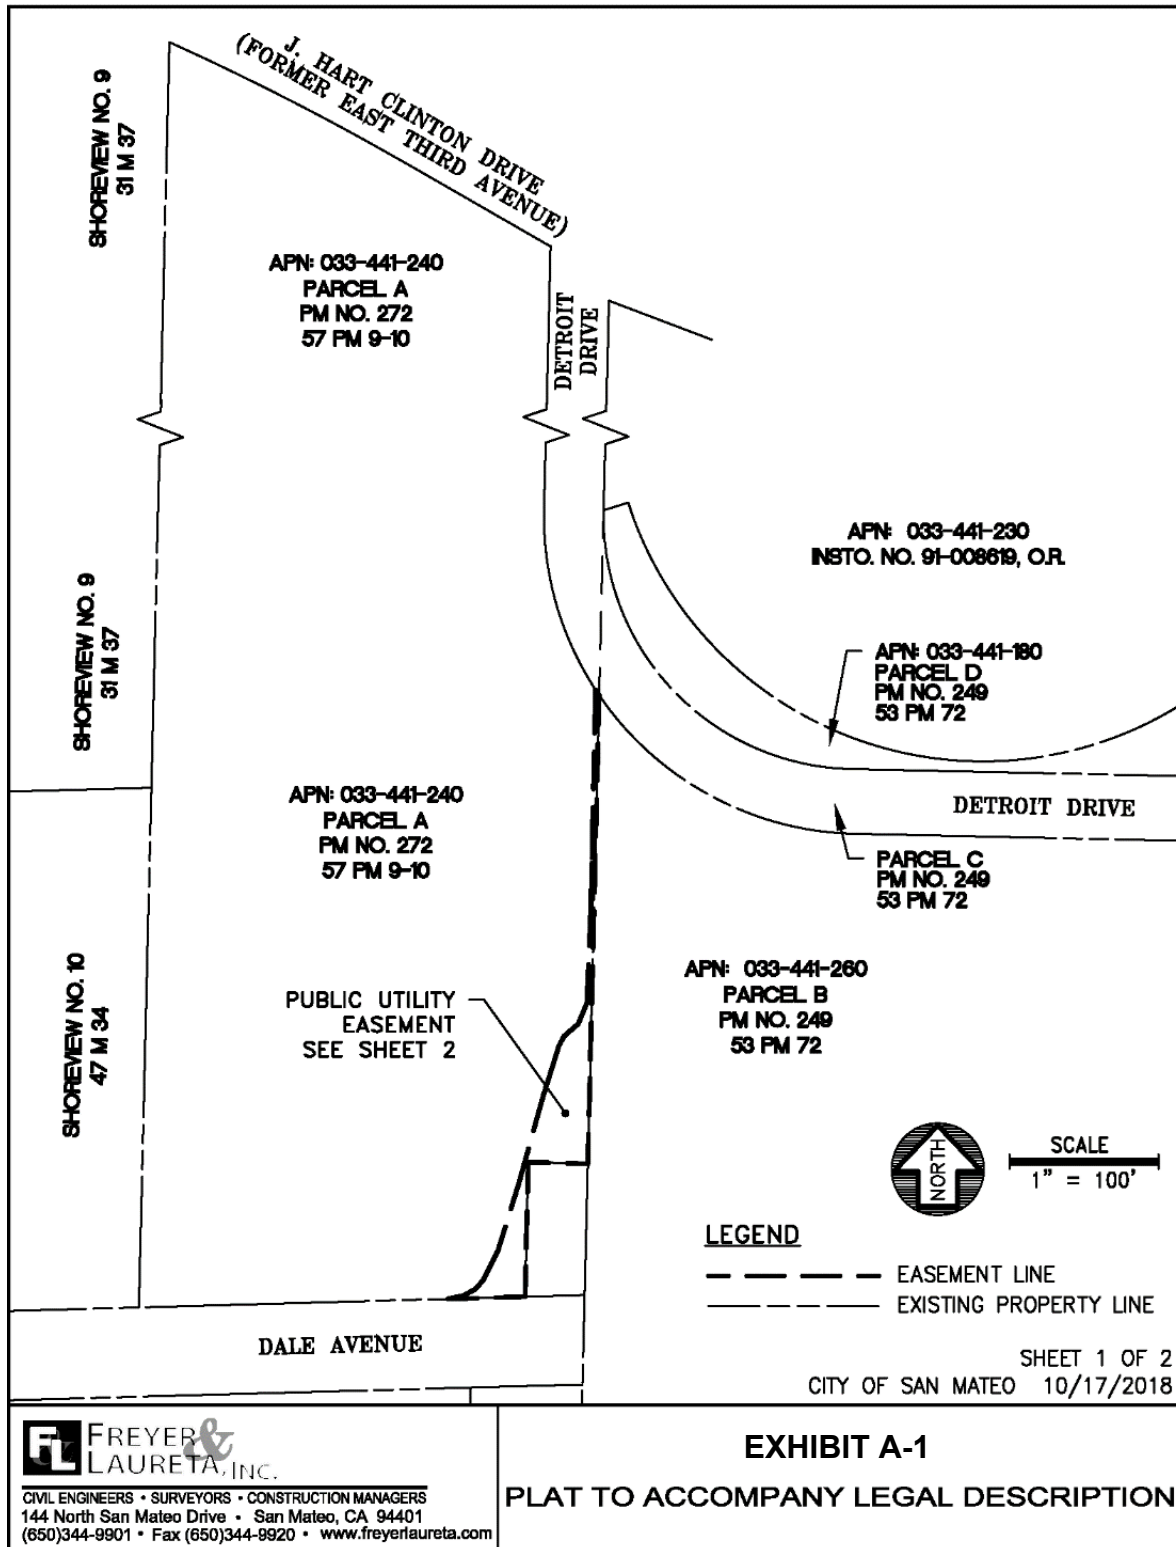 J. HART CLINTON DRIVE
(FORMER EAST THIRD AVENUE)
SHOREVIEW NO. 9
31 M 37
APN: 033-441-240
PARCEL A
PM NO. 272
57 PM 9-10
DETROIT
DRIVE
APN: 033-441-230
INSTO. NO. 91-008619, O.R.
SHOREVIEW NO. 9
31 M 37
APN: 033-441-180
PARCEL D
PM NO. 249
53 PM 72
APN: 033-441-240
PARCEL A
PM NO. 272
57 PM 9-10
DETROIT DRIVE
PARCEL C
PM NO. 249
53 PM 72
SHOREVIEW NO. 10
47 M 34
PUBLIC UTILITY
EASEMENT
SEE SHEET 2
APN: 033-441-260
PARCEL B
PM NO. 249
53 PM 72
NORTH
SCALE
1" = 100'
LEGEND
EASEMENT LINE
EXISTING PROPERTY LINE
DALE AVENUE
SHEET 1 OF 2
CITY OF SAN MATEO 10/17/2018
F&L FREYER &
LAURETA, INC.
CIVIL ENGINEERS • SURVEYORS • CONSTRUCTION MANAGERS
144 North San Mateo Drive • San Mateo, CA 94401
(650)344-9901 • Fax (650)344-9920 • www.freyerlaureta.com
EXHIBIT A-1
PLAT TO ACCOMPANY LEGAL DESCRIPTION